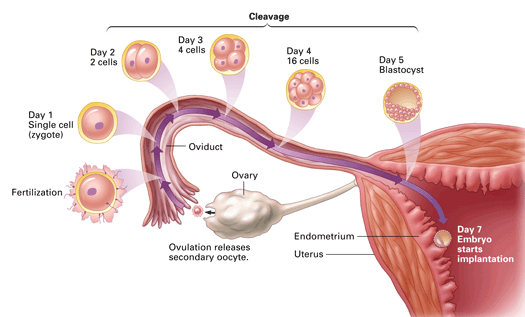 Cleavage
Day 3
4 cells
Day 2
2 cells
Day 4
16 cells
Day 5
Blastocyst
Day 1
Single cell
(zygote)
Oviduct
Fertilization
Ovary
Ovulation releases
secondary oocyte.
Endometrium
Uterus
Day 7
Embryo
starts
implantation